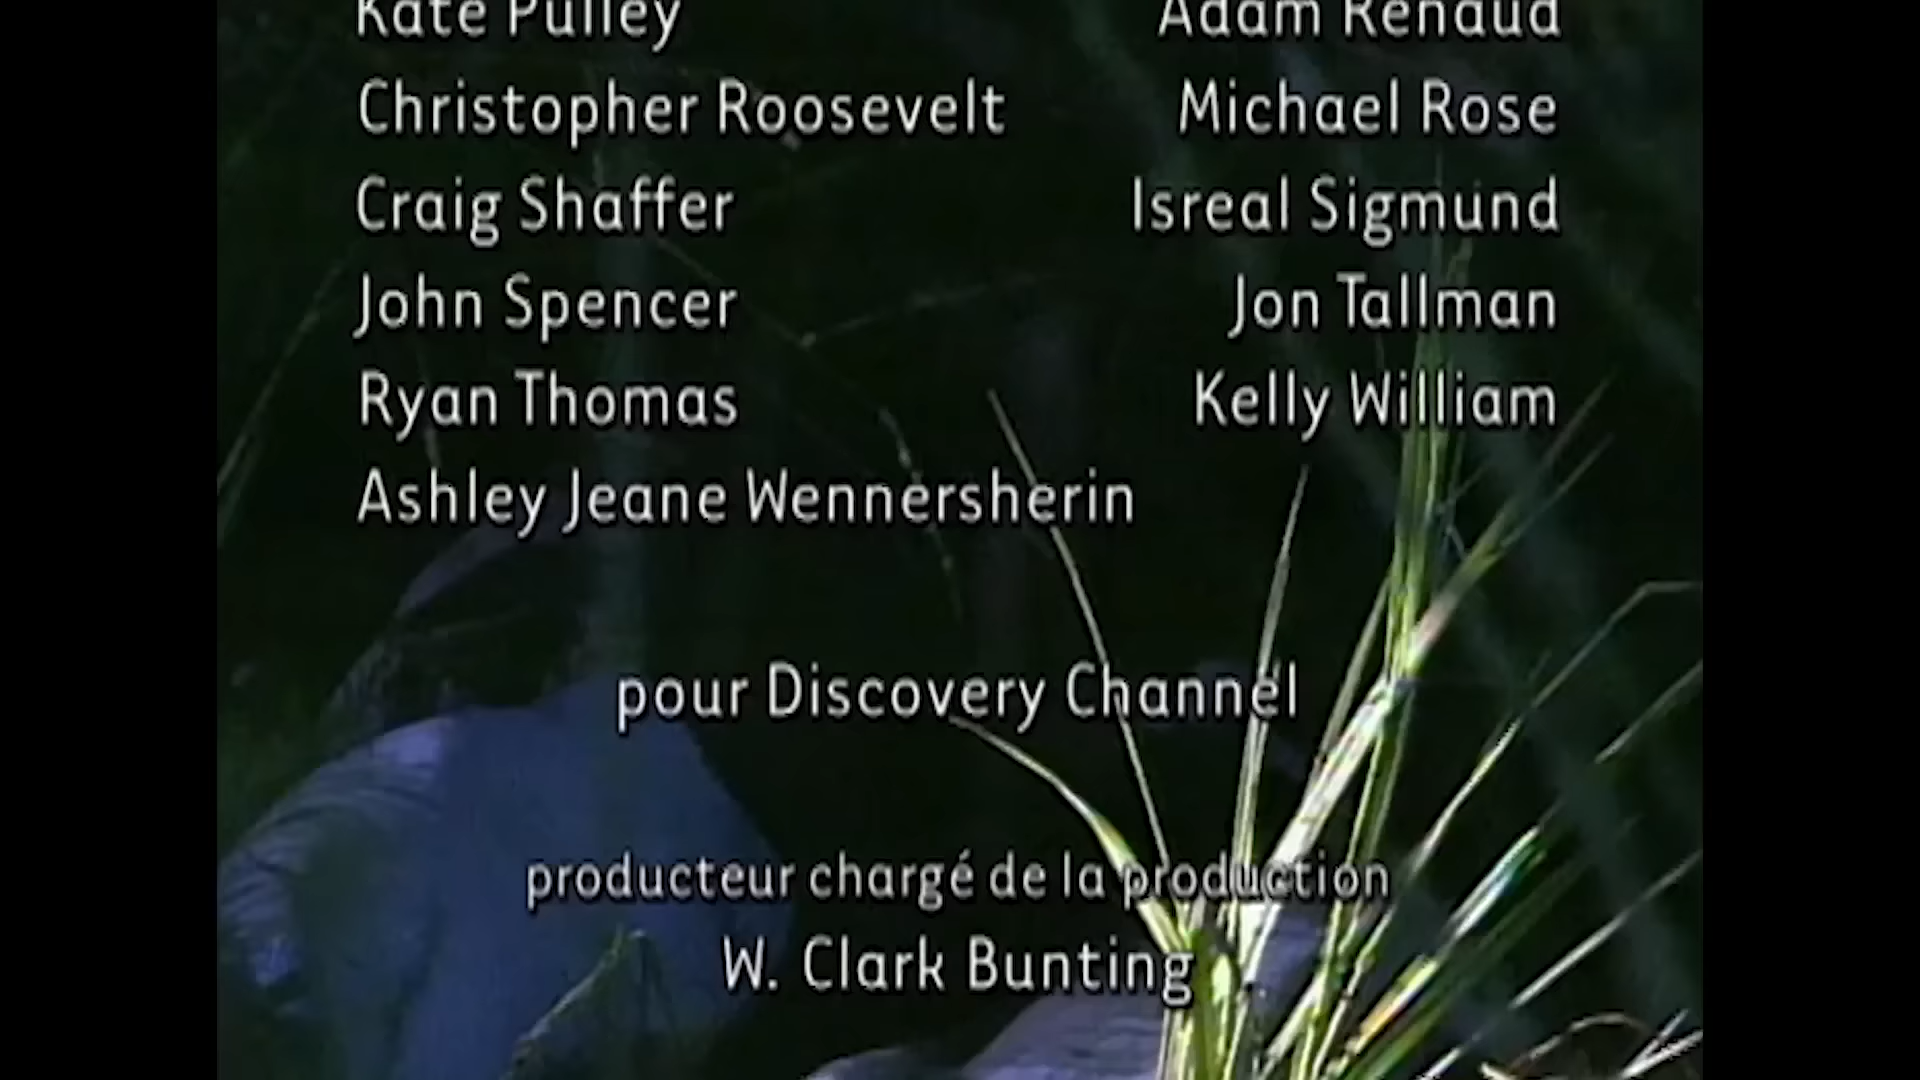 Kate Pulley Adam Renaud
Christopher Roosevelt Michael Rose
Craig Shaffer Isreal Sigmund
John Spencer Jon Tallman
Ryan Thomas Kelly William
Ashley Jeane Wennersherin
pour Discovery Channel
producteur chargé de la production
W. Clark Bunting